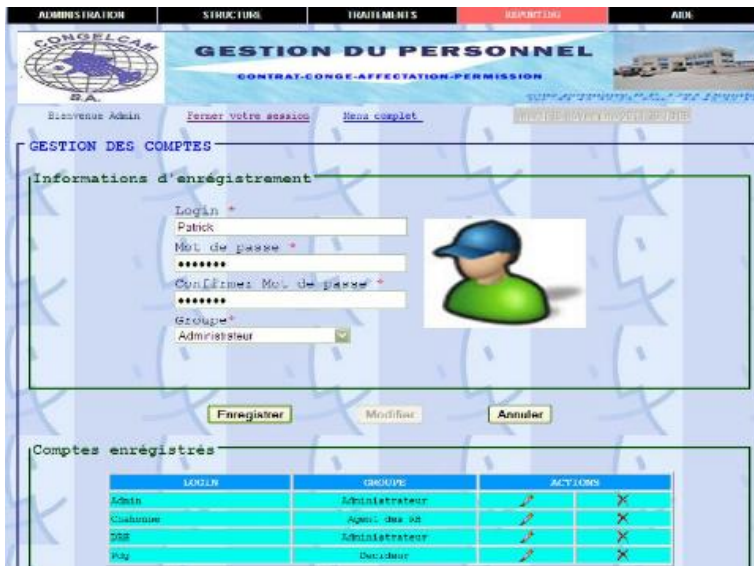 ADMINISTRATION STRUCTURE TRAITEMENTS REPORTING AIDE
CONGELCAM
S.A.
GESTION DU PERSONNEL
CONTRAT-CONGE-AFFECTATION-PERMISSION
Bienvenue Admin Fermer votre session Menu complet
GESTION DES COMPTES
Informations d'enrégistrement
Login *
Patrick
Mot de passe *
•••••••
Confirmer Mot de passe *
•••••••
Groupe*
Administrateur
Enregistrer Modifier Annuler
Comptes enrégistrés
LOGIN GROUPE ACTIONS
Admin Administrateur
Agent des RH
DRH Administrateur
Pdg Decideur